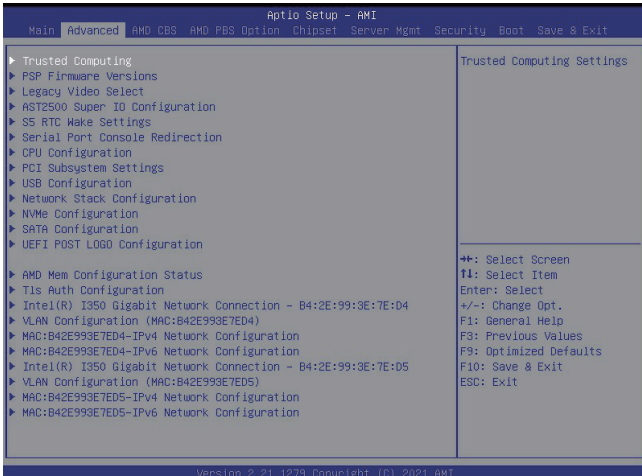 Aptio Setup – AMI
Main Advanced AMD CBS AMD PBS Option Chipset Server Mgmt Security Boot Save & Exit
▶ Trusted Computing
▶ PSP Firmware Versions
▶ Legacy Video Select
▶ AST2500 Super IO Configuration
▶ S5 RTC Wake Settings
▶ Serial Port Console Redirection
▶ CPU Configuration
▶ PCI Subsystem Settings
▶ USB Configuration
▶ Network Stack Configuration
▶ NVMe Configuration
▶ SATA Configuration
▶ UEFI POST LOGO Configuration
▶ AMD Mem Configuration Status
▶ Tls Auth Configuration
▶ Intel(R) I350 Gigabit Network Connection – B4:2E:99:3E:7E:D4
▶ VLAN Configuration (MAC:B42E993E7ED4)
▶ MAC:B42E993E7ED4-IPv4 Network Configuration
▶ MAC:B42E993E7ED4-IPv6 Network Configuration
▶ Intel(R) I350 Gigabit Network Connection – B4:2E:99:3E:7E:D5
▶ VLAN Configuration (MAC:B42E993E7ED5)
▶ MAC:B42E993E7ED5-IPv4 Network Configuration
▶ MAC:B42E993E7ED5-IPv6 Network Configuration
Trusted Computing Settings
→←: Select Screen
↑↓: Select Item
Enter: Select
+/-: Change Opt.
F1: General Help
F3: Previous Values
F9: Optimized Defaults
F10: Save & Exit
ESC: Exit
Version 2.21.1279 Copyright (C) 2021 AMI